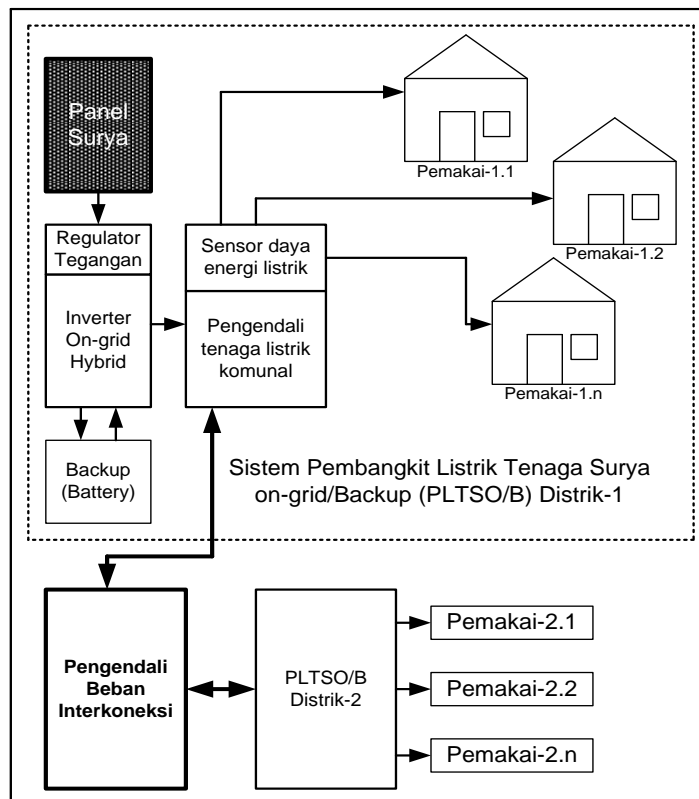 Panel
Surya
Regulator
Tegangan
Inverter
On-grid
Hybrid
Backup
(Battery)
Sensor daya
energi listrik
Pengendali
tenaga listrik
komunal
Pemakai-1.1
Pemakai-1.2
Pemakai-1.n
Sistem Pembangkit Listrik Tenaga Surya
on-grid/Backup (PLTSO/B) Distrik-1
Pengendali
Beban
Interkoneksi
PLTSO/B
Distrik-2
Pemakai-2.1
Pemakai-2.2
Pemakai-2.n